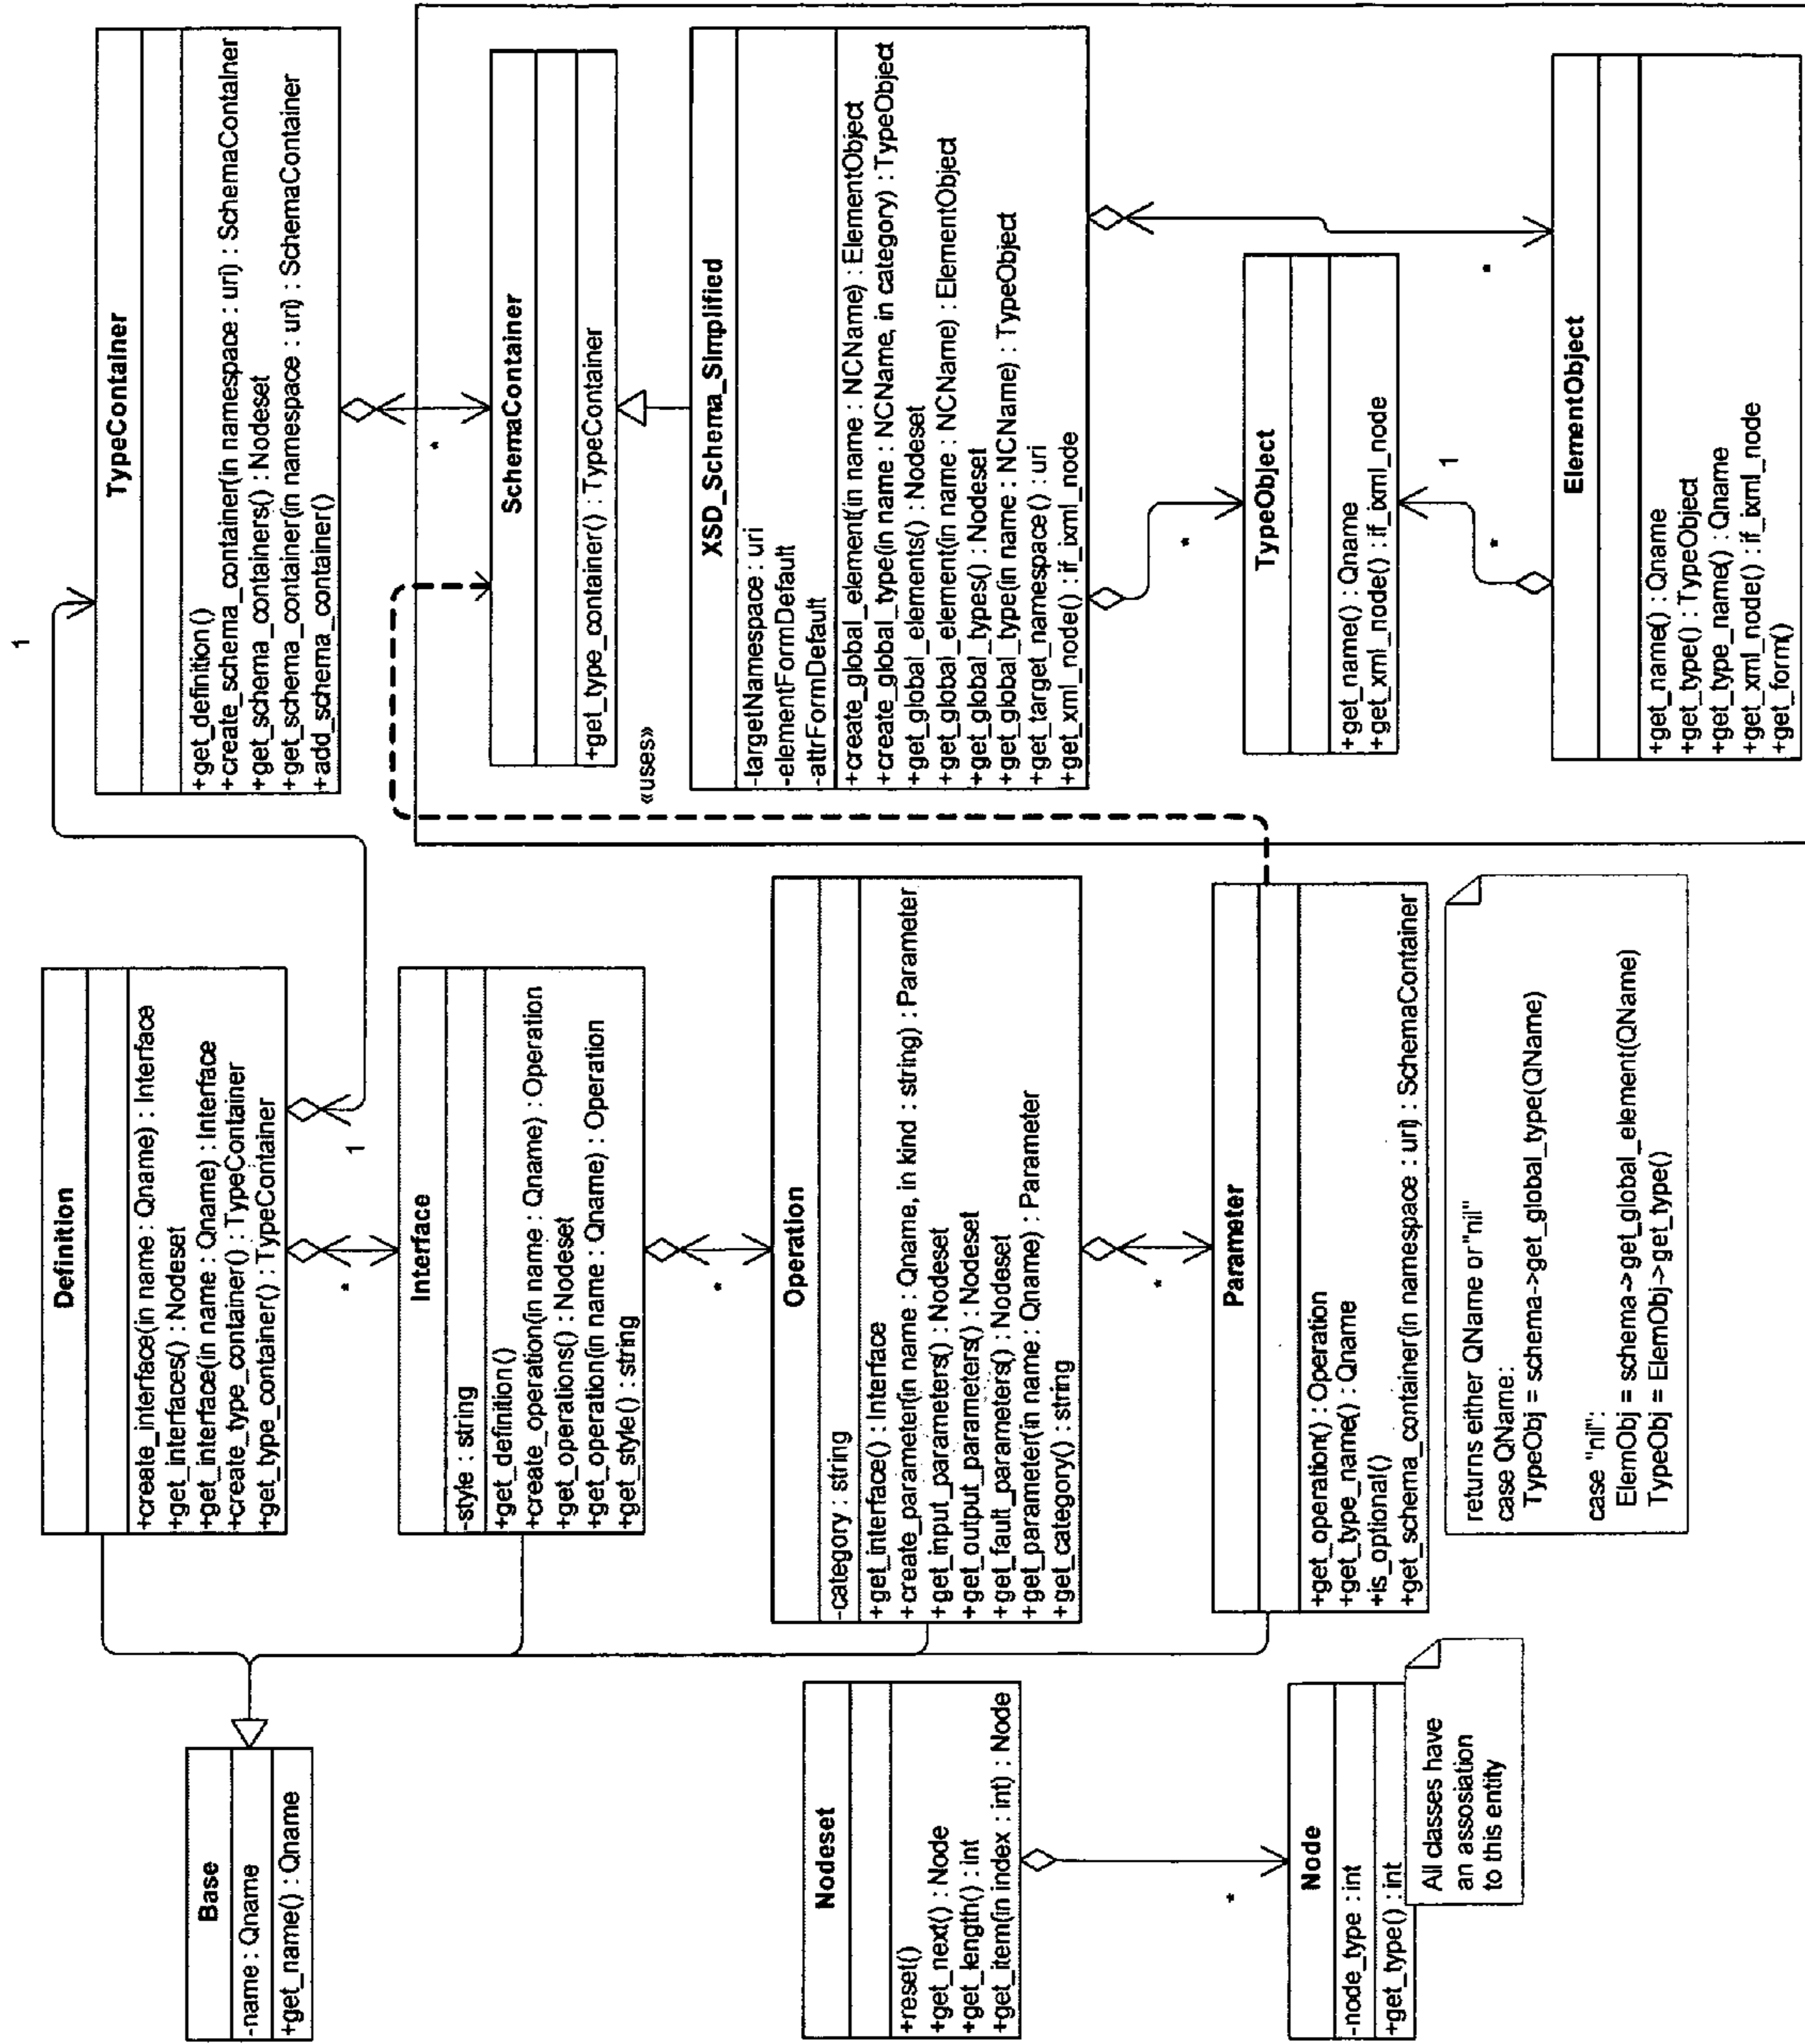 Base
-name : Qname
+get_name() : Qname
Definition
+create_interface(in name : Qname) : Interface
+get_interfaces() : Nodeset
+get_interface(in name : Qname) : Interface
+create_type_container() : TypeContainer
+get_type_container() : TypeContainer
1
1
*
TypeContainer
+get_definition()
+create_schema_container(in namespace : uri) : SchemaContainer
+get_schema_containers() : Nodeset
+get_schema_container(in namespace : uri) : SchemaContainer
+add_schema_container()
*
Interface
-style : string
+get_definition()
+create_operation(in name : Qname) : Operation
+get_operations() : Nodeset
+get_operation(in name : Qname) : Operation
+get_style() : string
*
SchemaContainer
+get_type_container() : TypeContainer
«uses»
XSD_Schema_Simplified
-targetNamespace : uri
-elementFormDefault
-attrFormDefault
+create_global_element(in name : NCName) : ElementObject
+create_global_type(in name : NCName, in category) : TypeObject
+get_global_elements() : Nodeset
+get_global_element(in name : NCName) : ElementObject
+get_global_types() : Nodeset
+get_global_type(in name : NCName) : TypeObject
+get_target_namespace() : uri
+get_xml_node() : if_ixml_node
*
*
Nodeset
+reset()
+get_next() : Node
+get_length() : int
+get_item(in index : int) : Node
*
Operation
-category : string
+get_interface() : Interface
+create_parameter(in name : Qname, in kind : string) : Parameter
+get_input_parameters() : Nodeset
+get_output_parameters() : Nodeset
+get_fault_parameters() : Nodeset
+get_parameter(in name : Qname) : Parameter
+get_category() : string
*
TypeObject
+get_name() : Qname
+get_xml_node() : if_ixml_node
1
*
Node
-node_type : int
+get_type() : int
All classes have
an assosiation
to this entity
Parameter
+get_operation() : Operation
+get_type_name() : Qname
+is_optional()
+get_schema_container(in namespace : uri) : SchemaContainer
returns either QName or"nil"
case QName:
TypeObj = schema->get_global_type(QName)
case "nil":
ElemObj = schema->get_global_element(QName)
TypeObj = ElemObj->get_type()
ElementObject
+get_name() : Qname
+get_type() : TypeObject
+get_type_name() : Qname
+get_xml_node() : if_ixml_node
+get_form()